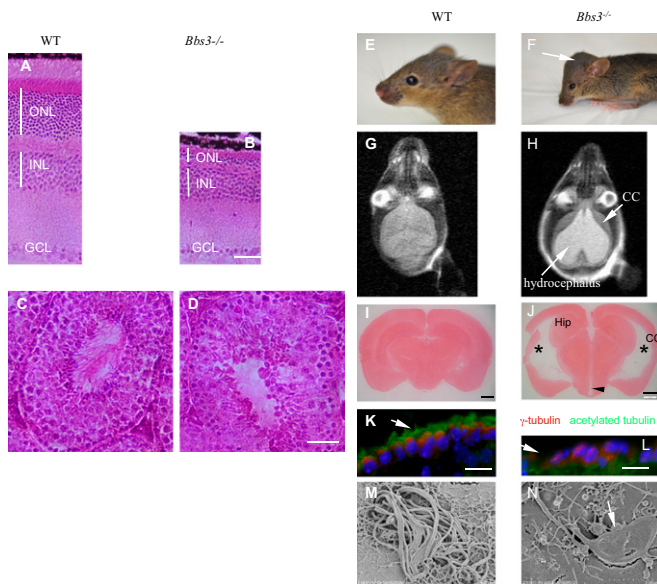 WT
Bbs3-/-
A
ONL
INL
GCL
B
ONL
INL
GCL
C
D
WT
Bbs3-/-
E
F
G
H
CC
hydrocephalus
I
J
Hip
CC
*
*
K
γ-tubulin acetylated tubulin
L
M
N